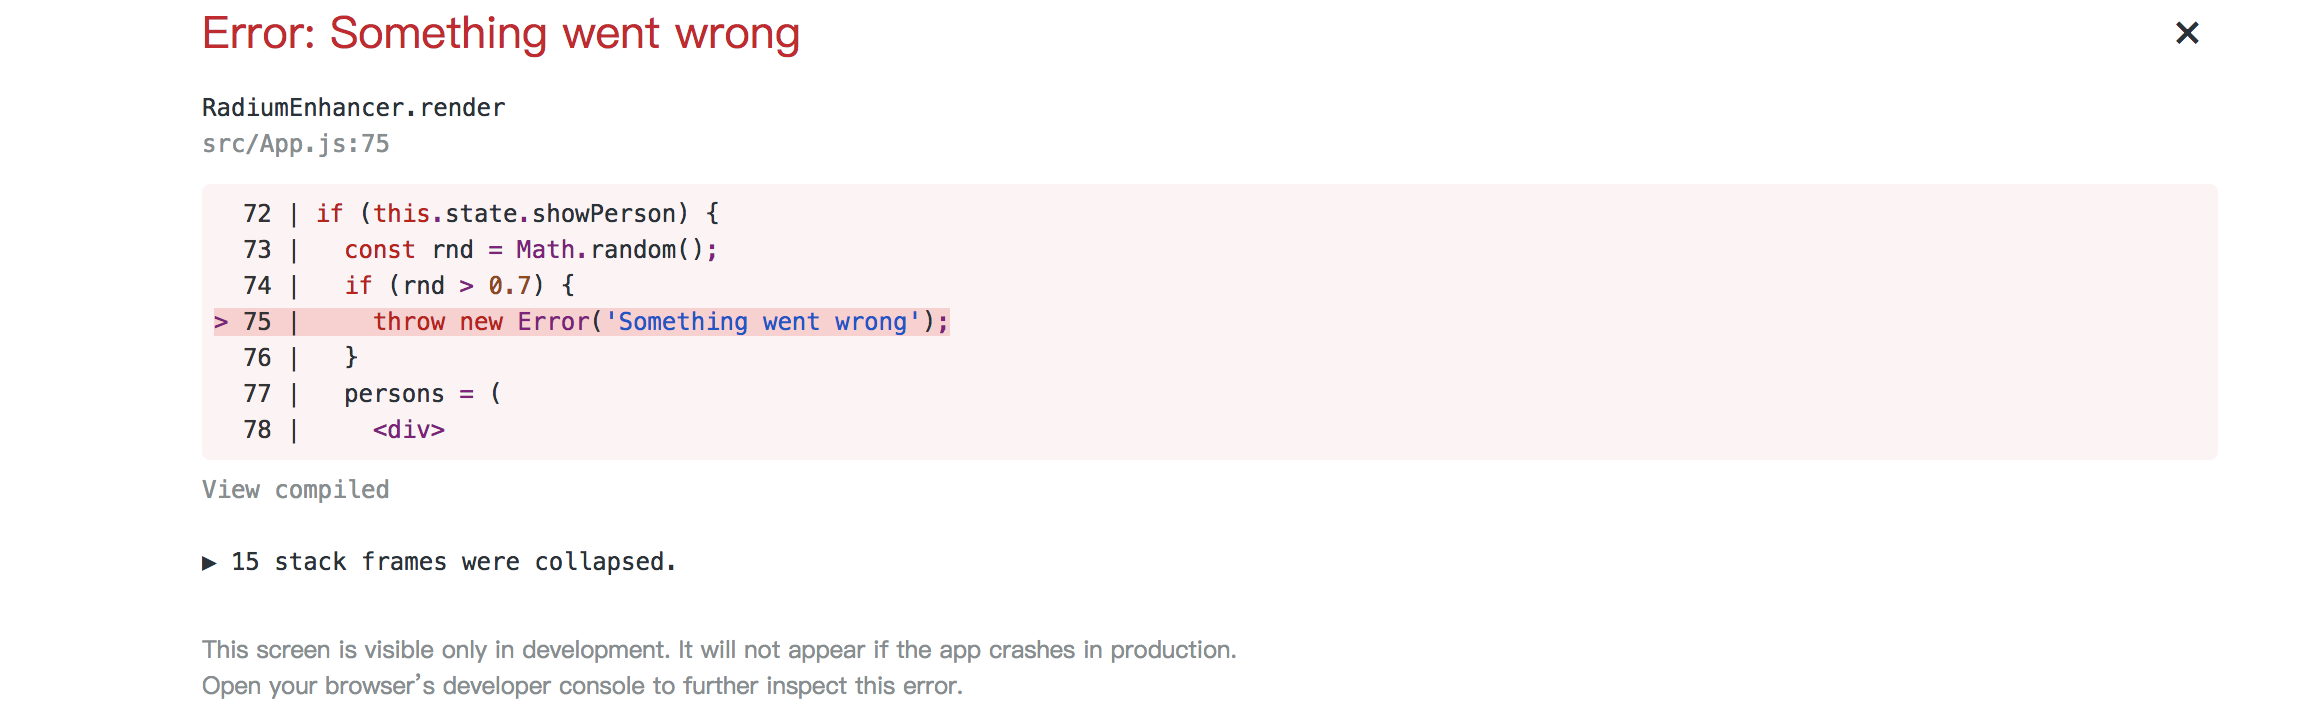 Error: Something went wrong
×
RadiumEnhancer.render
src/App.js:75
72 | if (this.state.showPerson) {
73 |   const rnd = Math.random();
74 |   if (rnd > 0.7) {
> 75 |     throw new Error('Something went wrong');
76 |   }
77 |   persons = (
78 |     <div>
View compiled
▶ 15 stack frames were collapsed.
This screen is visible only in development. It will not appear if the app crashes in production.
Open your browser’s developer console to further inspect this error.